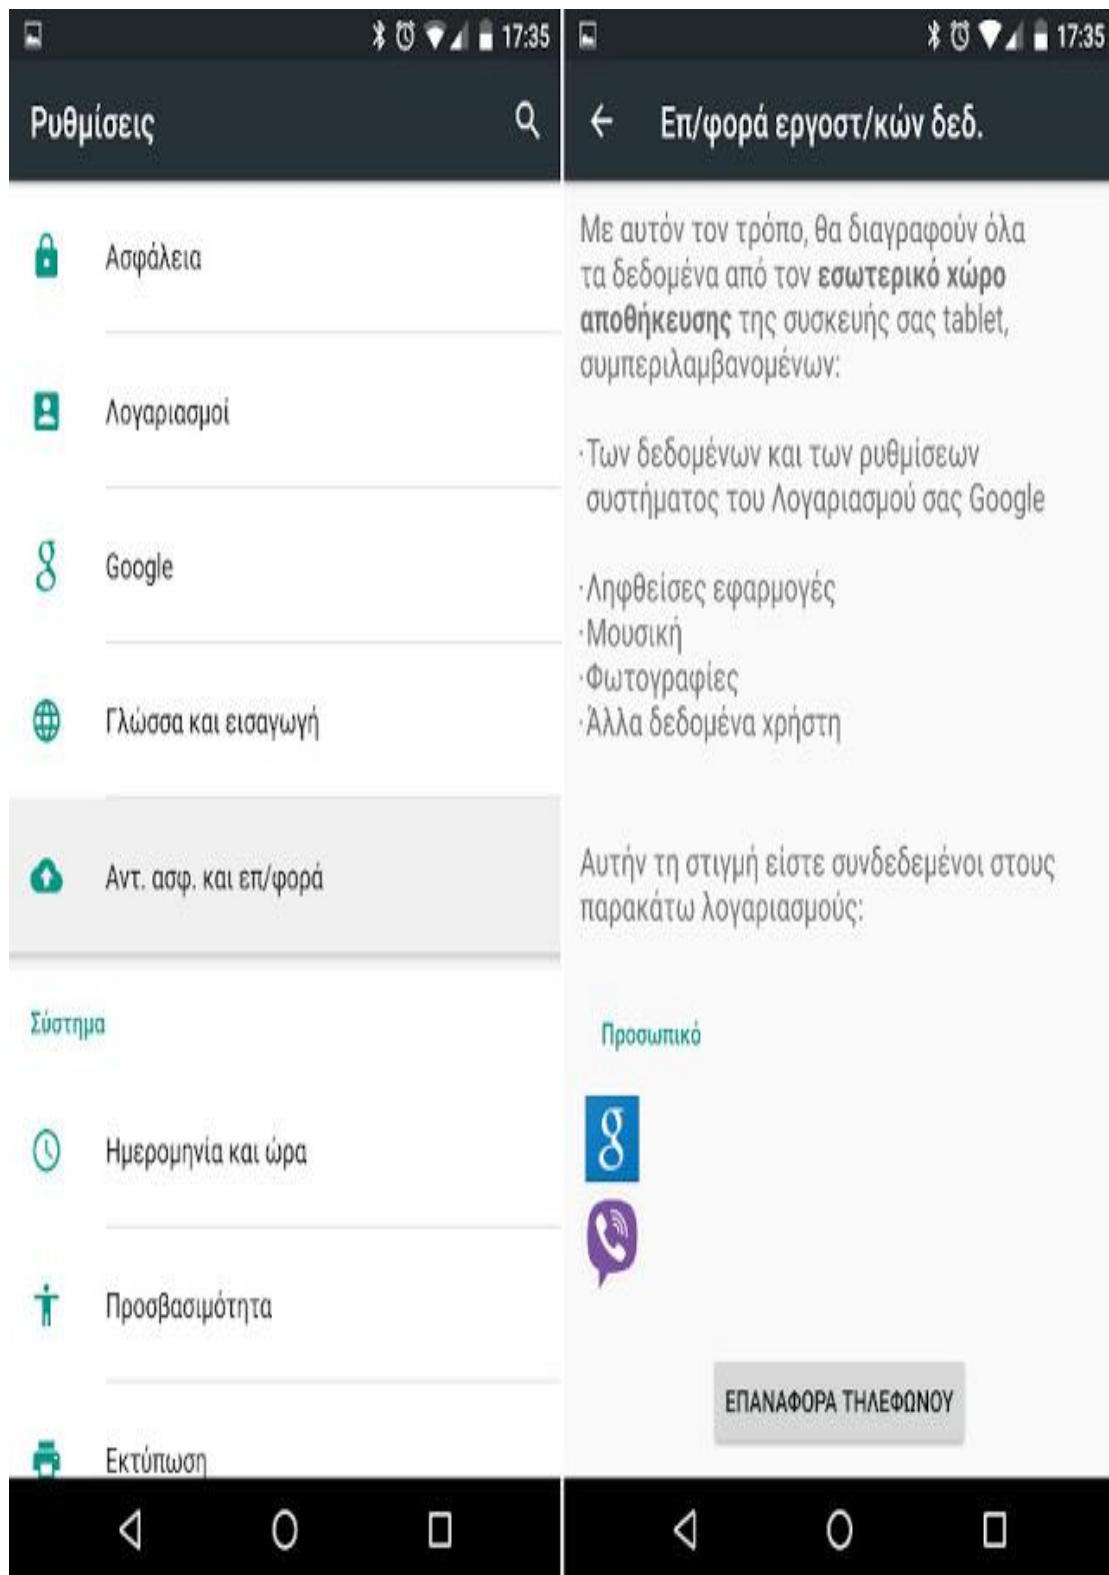 17:35
Ρυθμίσεις
Ασφάλεια
Λογαριασμοί
Google
Γλώσσα και εισαγωγή
Αντ. ασφ. και επ/φορά
Σύστημα
Ημερομηνία και ώρα
Προσβασιμότητα
Εκτύπωση
17:35
Επ/φορά εργοστ/κών δεδ.
Με αυτόν τον τρόπο, θα διαγραφούν όλα
τα δεδομένα από τον εσωτερικό χώρο
αποθήκευσης της συσκευής σας tablet,
συμπεριλαμβανομένων:
·Των δεδομένων και των ρυθμίσεων
συστήματος του Λογαριασμού σας Google
·Ληφθείσες εφαρμογές
·Μουσική
·Φωτογραφίες
·Άλλα δεδομένα χρήστη
Αυτήν τη στιγμή είστε συνδεδεμένοι στους
παρακάτω λογαριασμούς:
Προσωπικό
ΕΠΑΝΑΦΟΡΑ ΤΗΛΕΦΩΝΟΥ